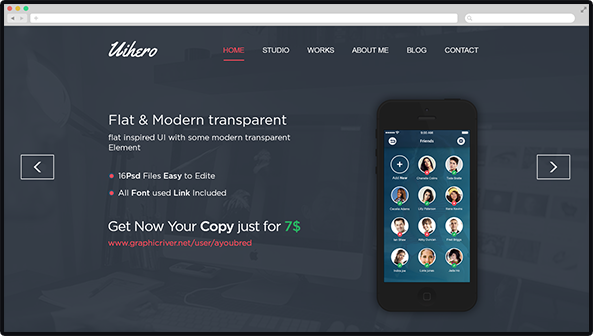 Uihero
HOME STUDIO WORKS ABOUT ME BLOG CONTACT
Flat & Modern transparent
flat inspired UI with some modern transparent
Element
16Psd Files Easy to Edite
All Font used Link Included
Get Now Your Copy just for 7$
www.graphicriver.net/user/ayoubred
Friends
Add New